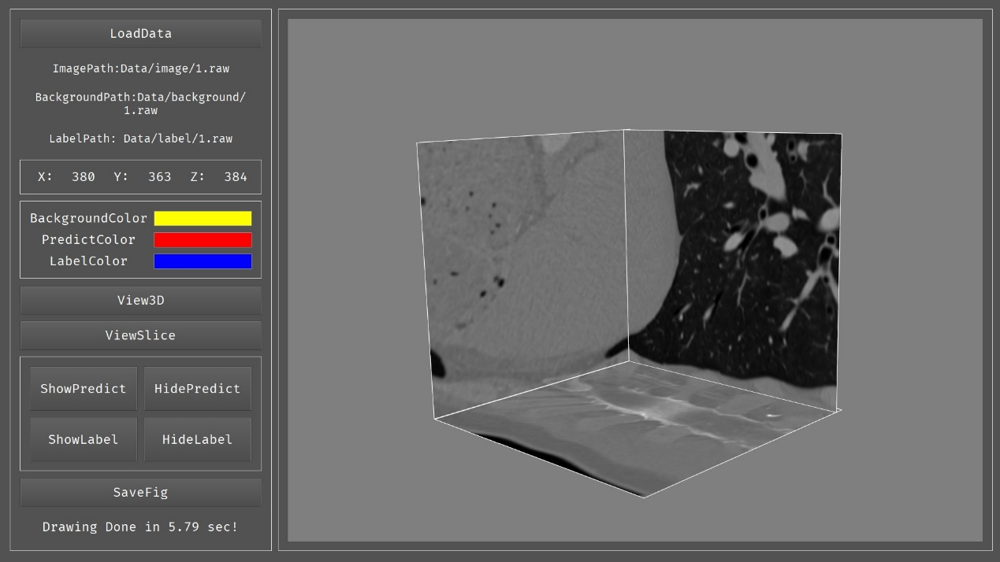 LoadData
ImagePath:Data/image/1.raw
BackgroundPath:Data/background/
1.raw
LabelPath: Data/label/1.raw
X: 380 Y: 363 Z: 384
BackgroundColor
PredictColor
LabelColor
View3D
ViewSlice
ShowPredict HidePredict
ShowLabel HideLabel
SaveFig
Drawing Done in 5.79 sec!